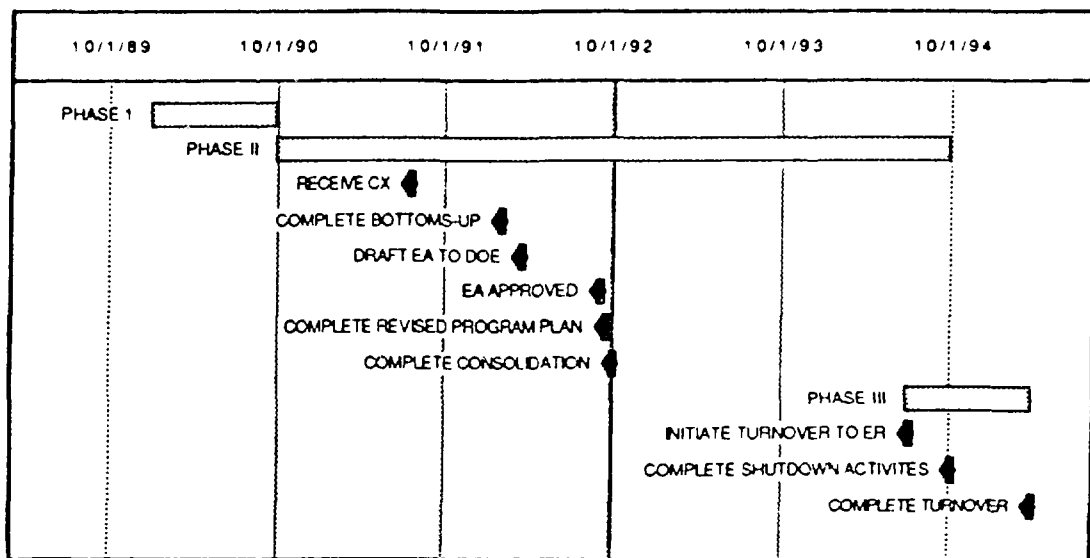 10/1/89 10/1/90 10/1/91 10/1/92 10/1/93 10/1/94
PHASE 1
PHASE II
RECEIVE CX
COMPLETE BOTTOMS-UP
DRAFT EA TO DOE
EA APPROVED
COMPLETE REVISED PROGRAM PLAN
COMPLETE CONSOLIDATION
PHASE III
INITIATE TURNOVER TO ER
COMPLETE SHUTDOWN ACTIVITES
COMPLETE TURNOVER